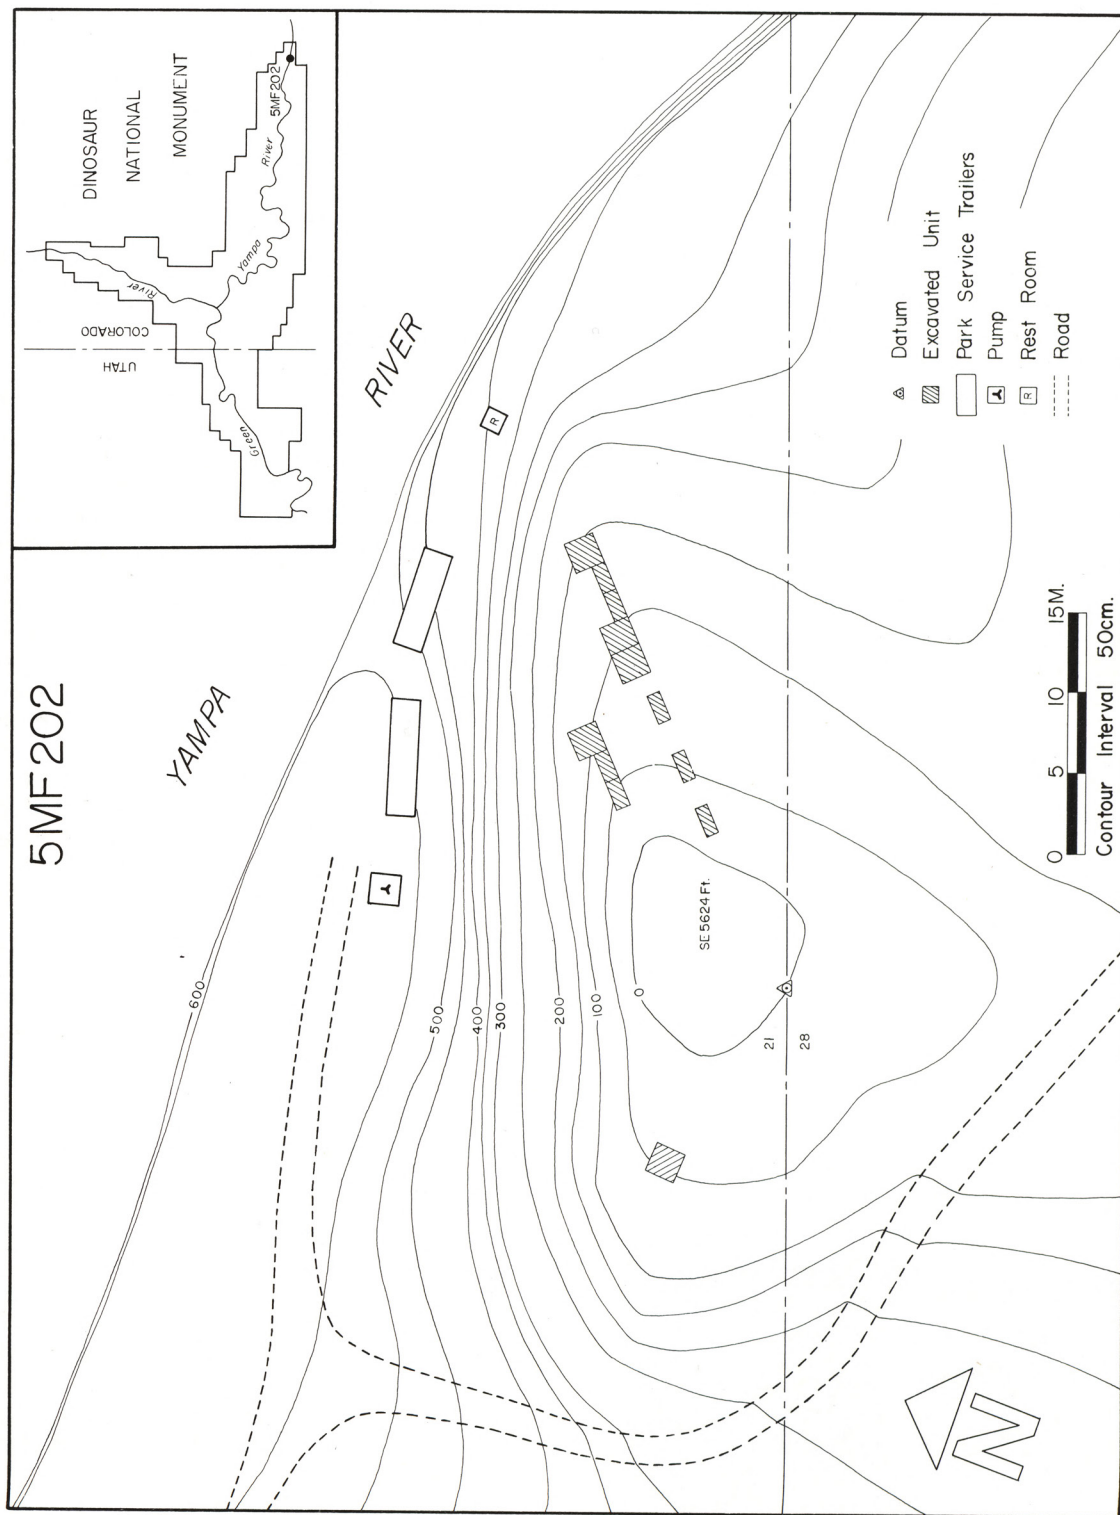 5MF202
DINOSAUR
NATIONAL
MONUMENT
5MF202
River
Yampa
River
Green
COLORADO
UTAH
YAMPA
RIVER
600
500
400
300
200
100
0
R
SE 5624 Ft.
21
28
Datum
Excavated Unit
Park Service Trailers
Pump
R Rest Room
Road
0 5 10 15M.
Contour Interval 50cm.
N